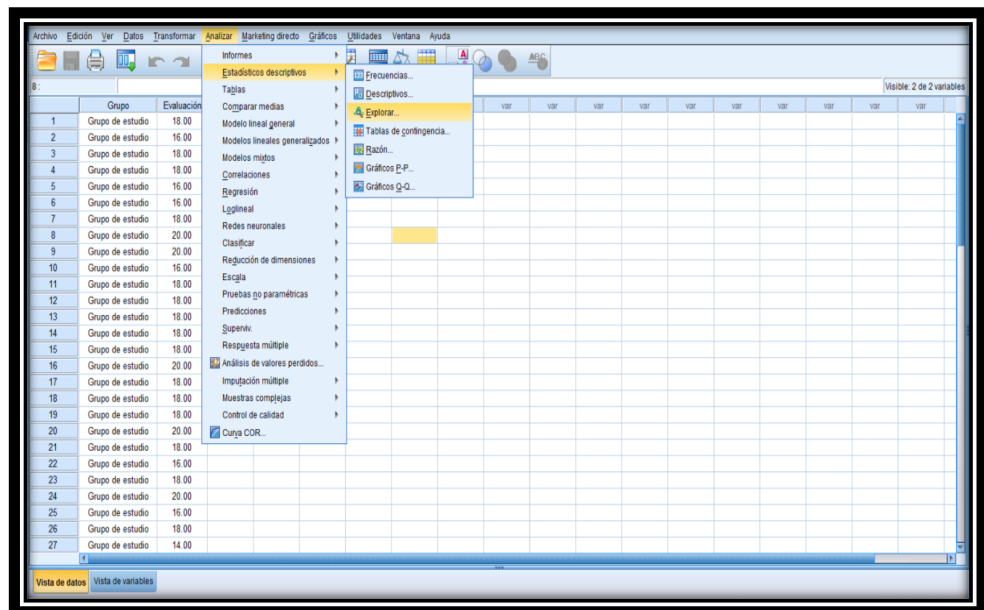 Archivo Edición Ver Datos Transformar Analizar Marketing directo Gráficos Utilidades Ventana Ayuda
Informes
Estadísticos descriptivos
Tablas
Comparar medias
Modelo lineal general
Modelos lineales generalizados
Modelos mixtos
Correlaciones
Regresión
Loglineal
Redes neuronales
Clasificar
Reducción de dimensiones
Escala
Pruebas no paramétricas
Predicciones
Superviv.
Respuesta múltiple
Análisis de valores perdidos...
Imputación múltiple
Muestras complejas
Control de calidad
Curva COR...
Frecuencias...
Descriptivos...
Explorar...
Tablas de contingencia...
Razón...
Gráficos P-P...
Gráficos Q-Q...
8 :
Visible: 2 de 2 variables
Grupo Evaluación var var var var var var var var var var
1 Grupo de estudio 18.00
2 Grupo de estudio 16.00
3 Grupo de estudio 18.00
4 Grupo de estudio 18.00
5 Grupo de estudio 16.00
6 Grupo de estudio 16.00
7 Grupo de estudio 18.00
8 Grupo de estudio 20.00
9 Grupo de estudio 20.00
10 Grupo de estudio 16.00
11 Grupo de estudio 18.00
12 Grupo de estudio 18.00
13 Grupo de estudio 18.00
14 Grupo de estudio 18.00
15 Grupo de estudio 18.00
16 Grupo de estudio 20.00
17 Grupo de estudio 18.00
18 Grupo de estudio 18.00
19 Grupo de estudio 18.00
20 Grupo de estudio 20.00
21 Grupo de estudio 18.00
22 Grupo de estudio 16.00
23 Grupo de estudio 18.00
24 Grupo de estudio 20.00
25 Grupo de estudio 16.00
26 Grupo de estudio 18.00
27 Grupo de estudio 14.00
Vista de datos Vista de variables